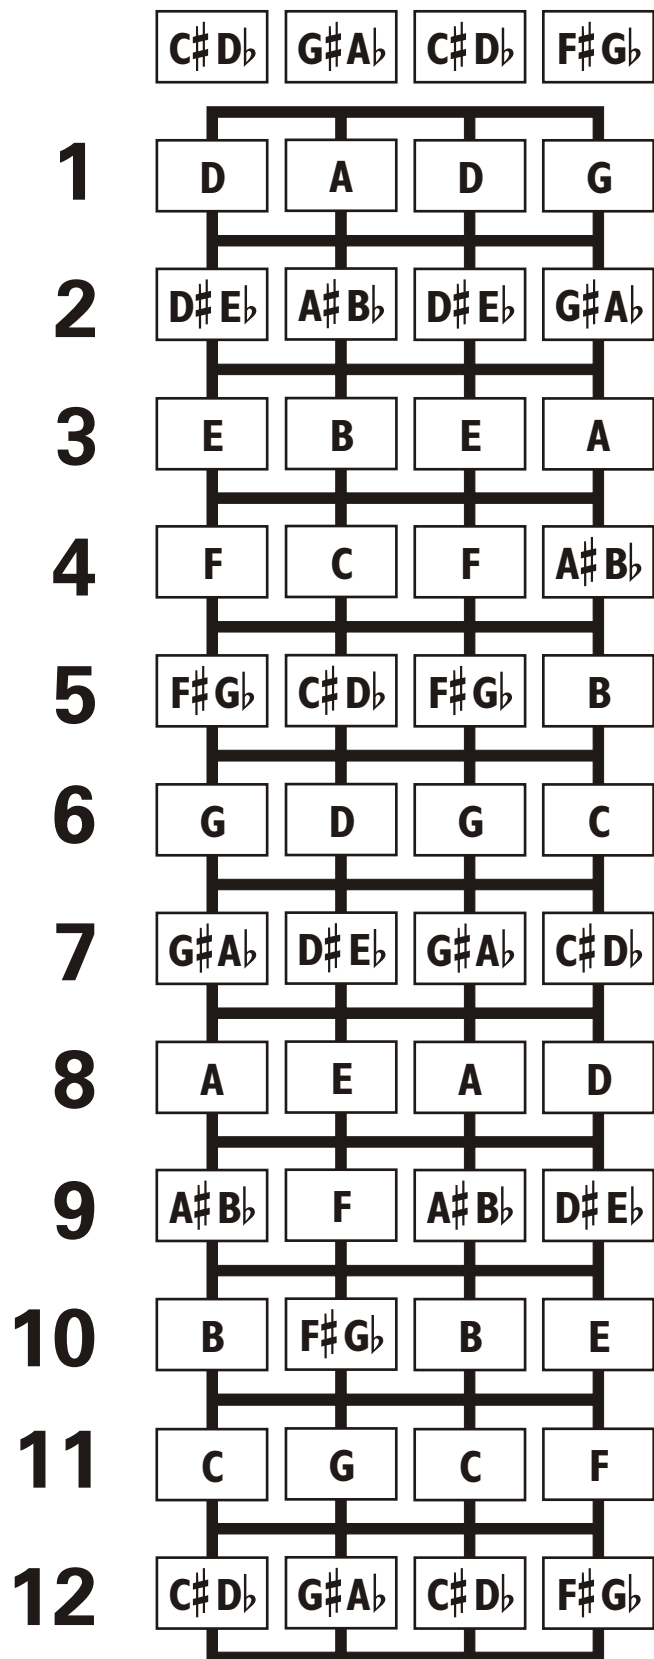 C♯D♭ G♯A♭ C♯D♭ F♯G♭
1 D A D G
2 D♯E♭ A♯B♭ D♯E♭ G♯A♭
3 E B E A
4 F C F A♯B♭
5 F♯G♭ C♯D♭ F♯G♭ B
6 G D G C
7 G♯A♭ D♯E♭ G♯A♭ C♯D♭
8 A E A D
9 A♯B♭ F A♯B♭ D♯E♭
10 B F♯G♭ B E
11 C G C F
12 C♯D♭ G♯A♭ C♯D♭ F♯G♭